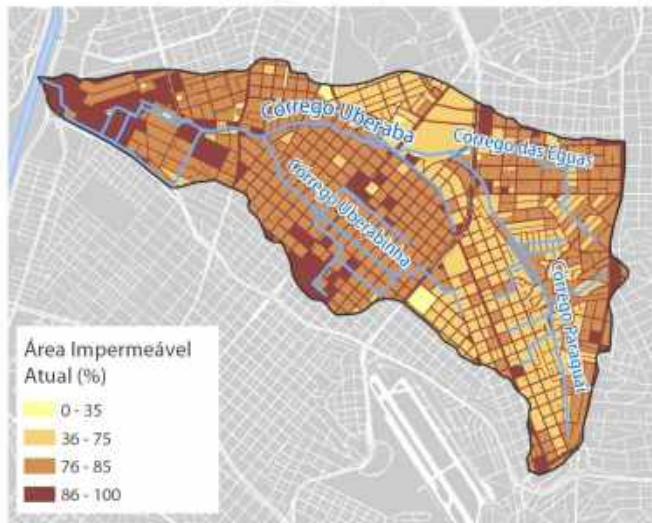 Córrego Uberaba
Córrego das Éguas
Córrego Uberabinha
Córrego Paraguai
Área Impermeável
Atual (%)
0 - 35
36 - 75
76 - 85
86 - 100